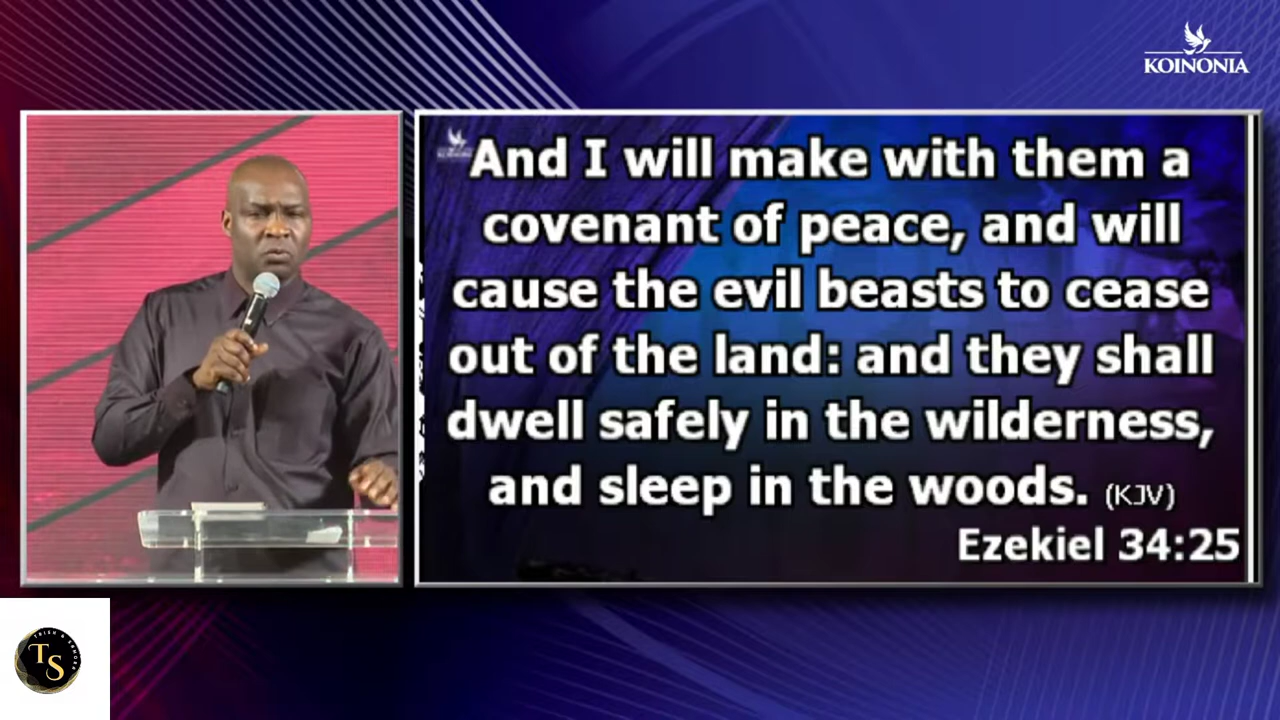 KOINONIA
And I will make with them a
covenant of peace, and will
cause the evil beasts to cease
out of the land: and they shall
dwell safely in the wilderness,
and sleep in the woods. (KJV)
Ezekiel 34:25
TS